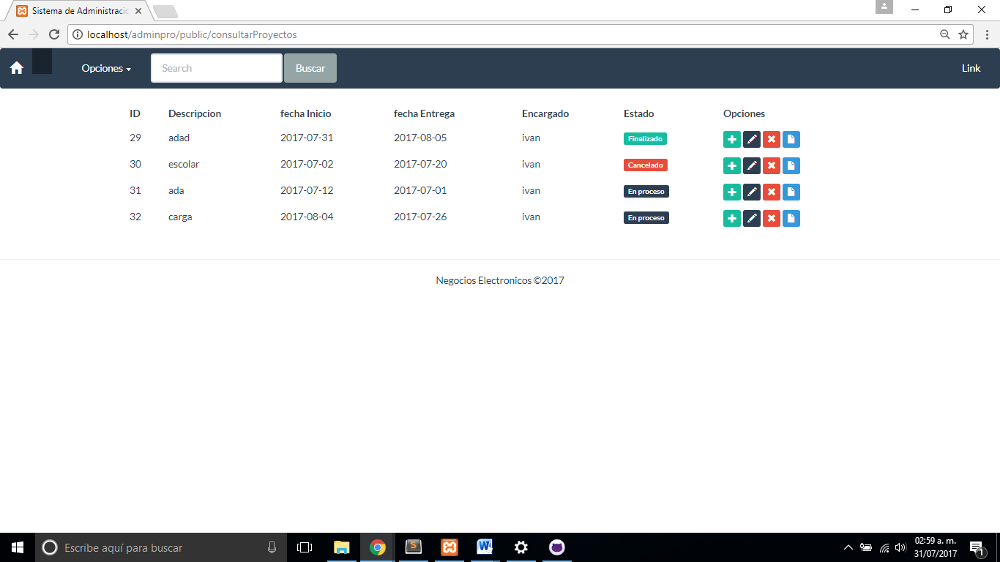 Sistema de Administraci
localhost/adminpro/public/consultarProyectos
Opciones Search Buscar Link
ID Descripcion fecha Inicio fecha Entrega Encargado Estado Opciones
29 adad 2017-07-31 2017-08-05 ivan Finalizado
30 escolar 2017-07-02 2017-07-20 ivan Cancelado
31 ada 2017-07-12 2017-07-01 ivan En proceso
32 carga 2017-08-04 2017-07-26 ivan En proceso
Negocios Electronicos ©2017
Escribe aquí para buscar
02:59 a. m.
31/07/2017
1